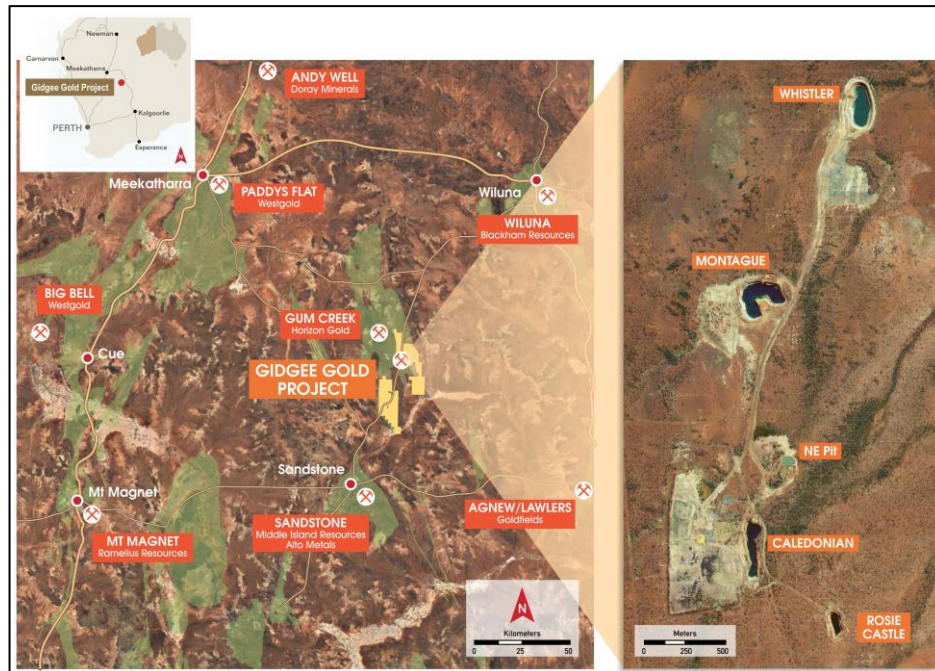 Newman
Carnarvon
Meekatharra
Gidgee Gold Project
Kalgoorlie
PERTH
Esperance
N
ANDY WELL
Doray Minerals
Meekatharra
PADDYS FLAT
Westgold
Wiluna
WILUNA
Blackham Resources
BIG BELL
Westgold
GUM CREEK
Horizon Gold
Cue
GIDGEE GOLD
PROJECT
Sandstone
Mt Magnet
MT MAGNET
Ramelius Resources
SANDSTONE
Middle Island Resources
Alto Metals
AGNEW/LAWLERS
Goldfields
N
Kilometers
0 25 50
WHISTLER
MONTAGUE
NE Pit
CALEDONIAN
ROSIE
CASTLE
Meters
0 250 500